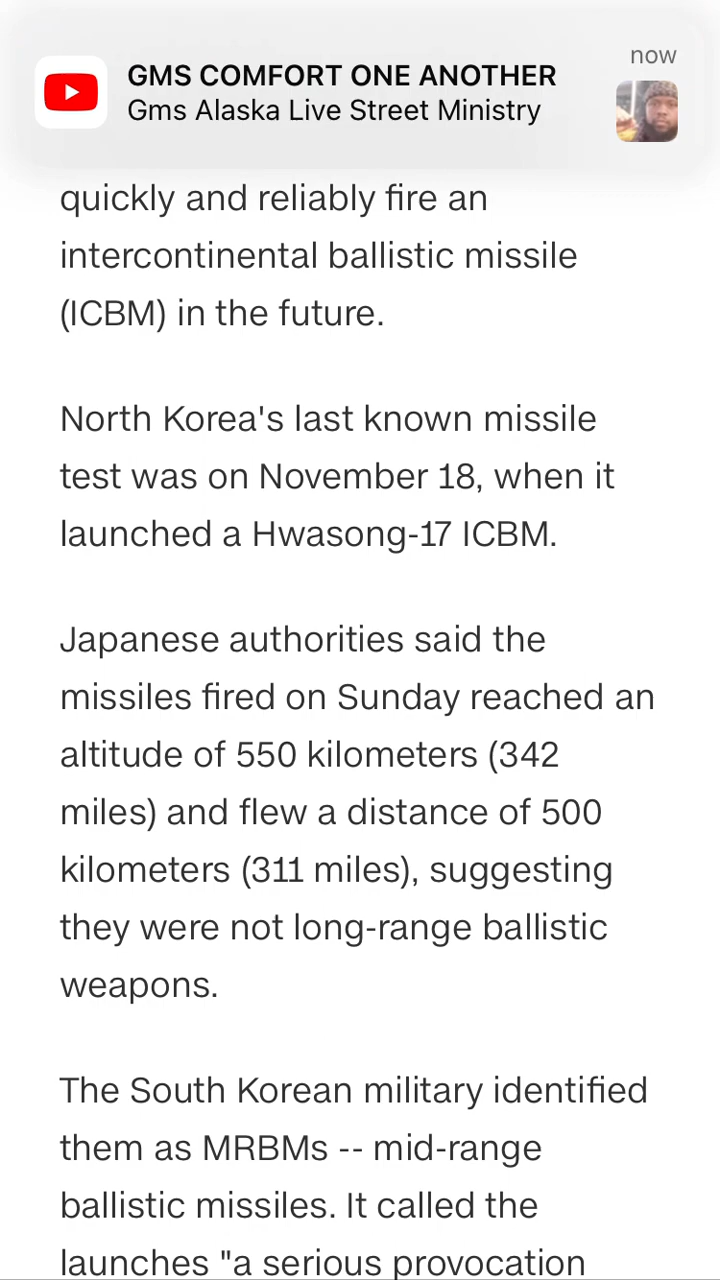 now
GMS COMFORT ONE ANOTHER
Gms Alaska Live Street Ministry
quickly and reliably fire an
intercontinental ballistic missile
(ICBM) in the future.
North Korea's last known missile
test was on November 18, when it
launched a Hwasong-17 ICBM.
Japanese authorities said the
missiles fired on Sunday reached an
altitude of 550 kilometers (342
miles) and flew a distance of 500
kilometers (311 miles), suggesting
they were not long-range ballistic
weapons.
The South Korean military identified
them as MRBMs -- mid-range
ballistic missiles. It called the
launches "a serious provocation